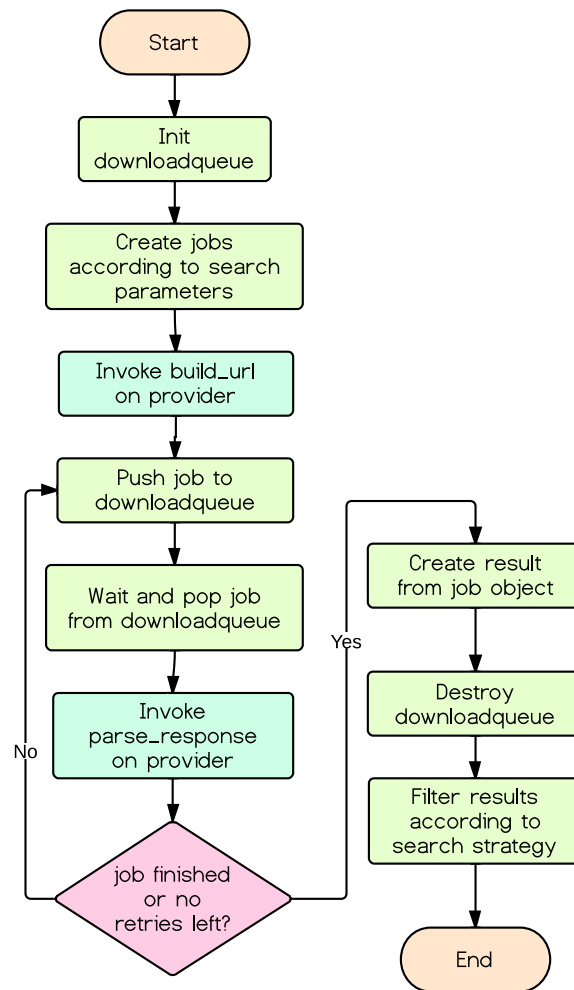 Start
Init
downloadqueue
Create jobs
according to search
parameters
Invoke build_url
on provider
Push job to
downloadqueue
Wait and pop job
from downloadqueue
Invoke
parse_response
on provider
No
job finished
or no
retries left?
Yes
Create result
from job object
Destroy
downloadqueue
Filter results
according to
search strategy
End